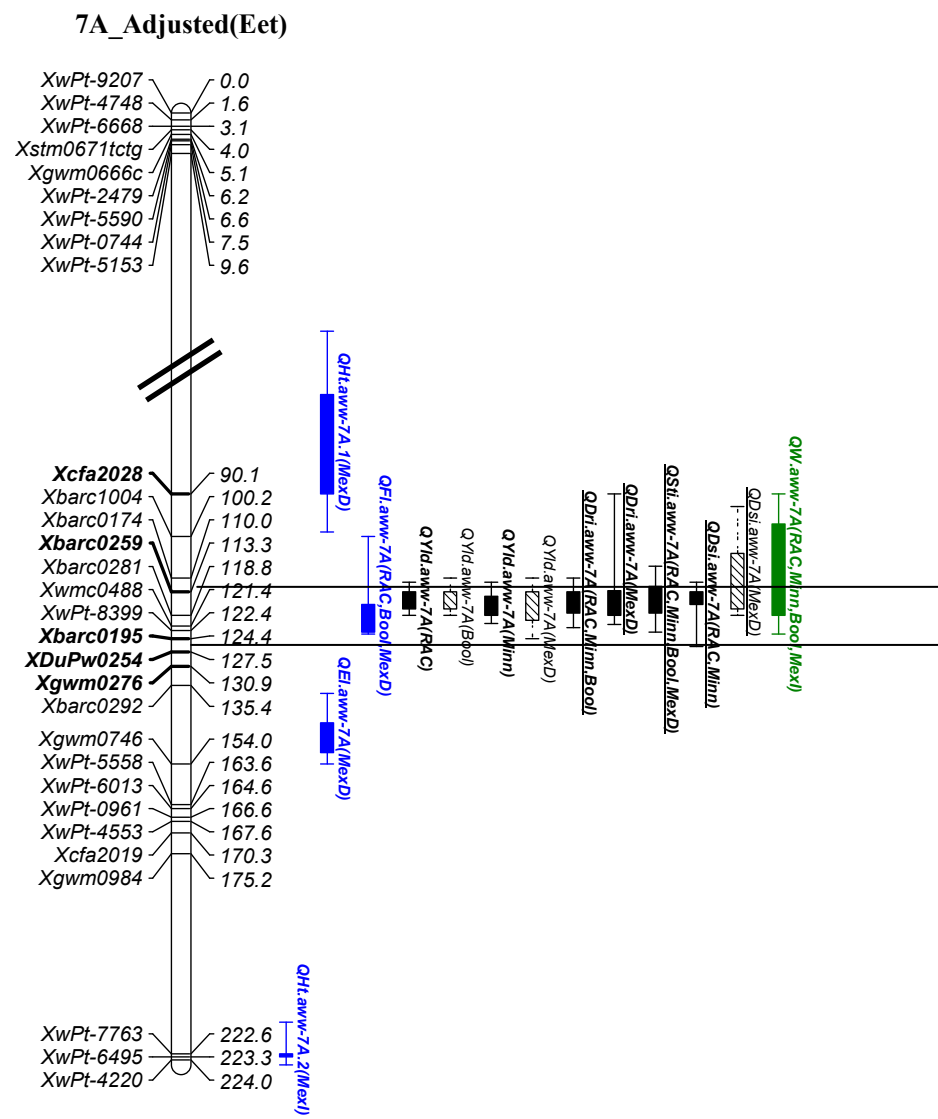 7A_Adjusted(Eet)
XwPt-9207 0.0
XwPt-4748 1.6
XwPt-6668 3.1
Xstm0671tctg 4.0
Xgwm0666c 5.1
XwPt-2479 6.2
XwPt-5590 6.6
XwPt-0744 7.5
XwPt-5153 9.6
Xcfa2028 90.1
Xbarc1004 100.2
Xbarc0174 110.0
Xbarc0259 113.3
Xbarc0281 118.8
Xwmc0488 121.4
XwPt-8399 122.4
Xbarc0195 124.4
XDuPw0254 127.5
Xgwm0276 130.9
Xbarc0292 135.4
Xgwm0746 154.0
XwPt-5558 163.6
XwPt-6013 164.6
XwPt-0961 166.6
XwPt-4553 167.6
Xcfa2019 170.3
Xgwm0984 175.2
XwPt-7763 222.6
XwPt-6495 223.3
XwPt-4220 224.0
QHt.aww-7A.2(MexI)
QHt.aww-7A.1(MexD)
QEl.aww-7A(MexD)
QFl.aww-7A(RAC,Bool,MexD)
QYld.aww-7A(RAC)
QYld.aww-7A(Bool)
QYld.aww-7A(Minn)
QYld.aww-7A(MexD)
QDri.aww-7A(RAC,Minn,Bool)
QDri.aww-7A(MexD)
QSti.aww-7A(RAC,Minn,Bool,MexD)
QDsi.aww-7A(RAC,Minn)
QDsi.aww-7A(MexD)
QW.aww-7A(RAC,Minn,Bool,MexI)